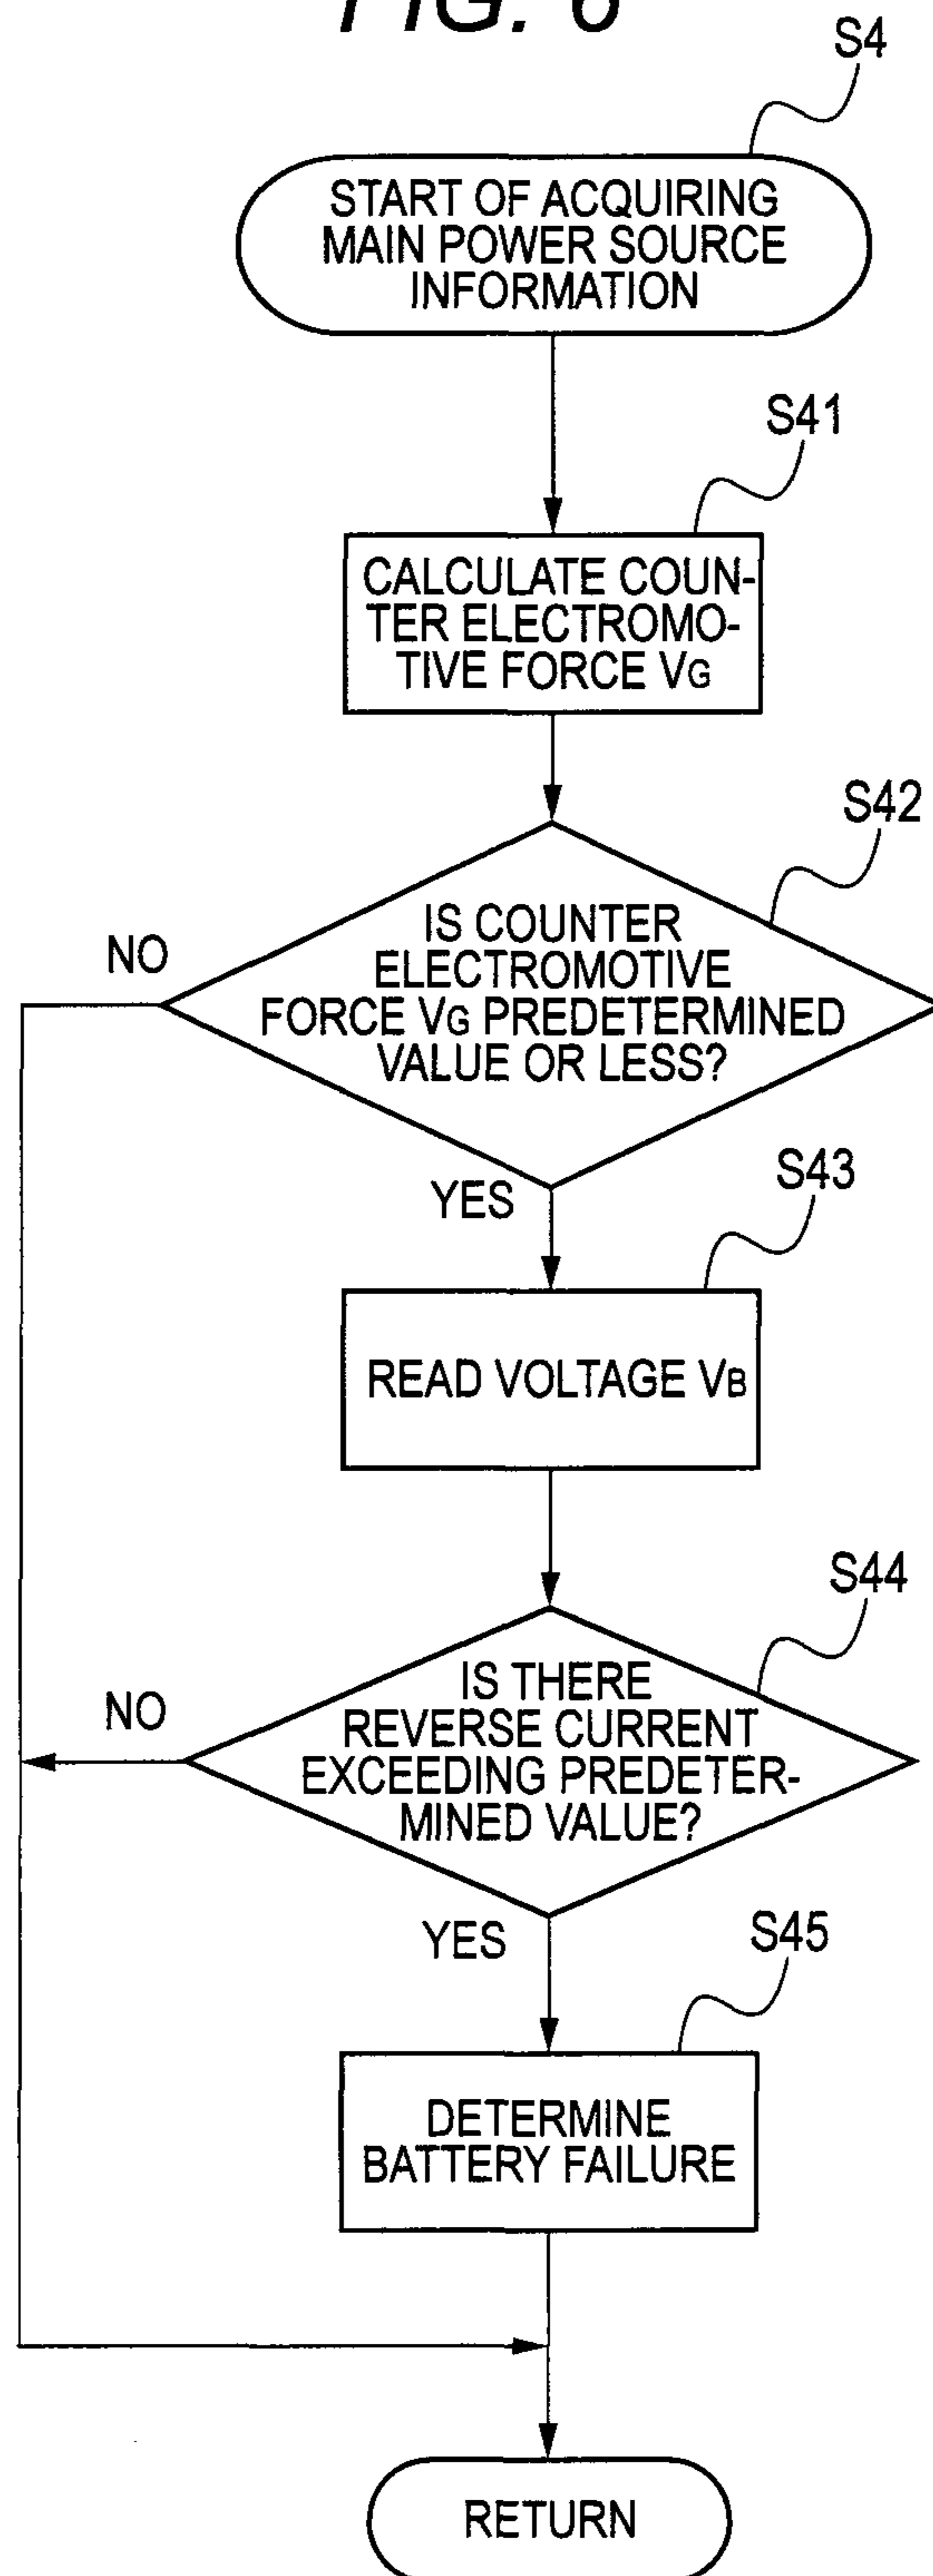 FIG. 6
S4
START OF ACQUIRING
MAIN POWER SOURCE
INFORMATION
S41
CALCULATE COUN-
TER ELECTROMO-
TIVE FORCE VG
S42
IS COUNTER
ELECTROMOTIVE
FORCE VG PREDETERMINED
VALUE OR LESS?
NO
YES
S43
READ VOLTAGE VB
S44
IS THERE
REVERSE CURRENT
EXCEEDING PREDETER-
MINED VALUE?
NO
YES
S45
DETERMINE
BATTERY FAILURE
RETURN